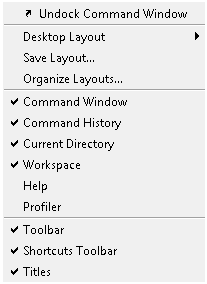 Undock Command Window
Desktop Layout
Save Layout...
Organize Layouts...
Command Window
Command History
Current Directory
Workspace
Help
Profiler
Toolbar
Shortcuts Toolbar
Titles